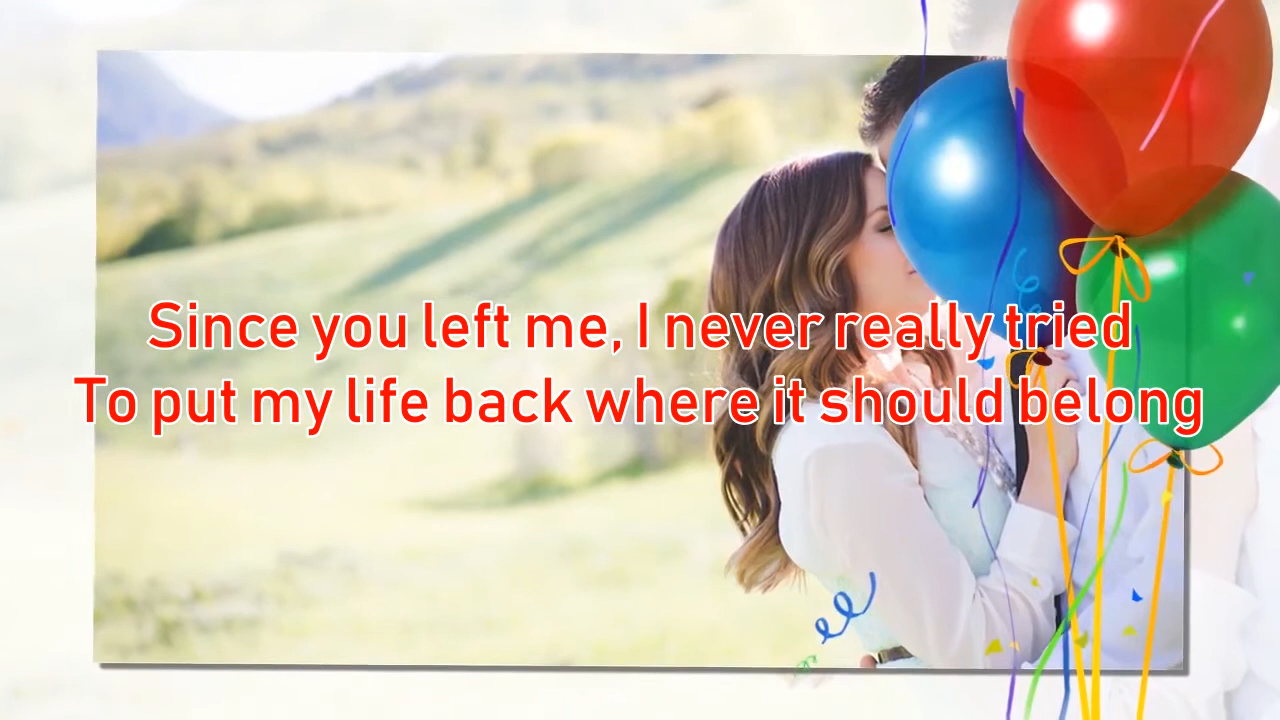 Since you left me, I never really tried
To put my life back where it should belong